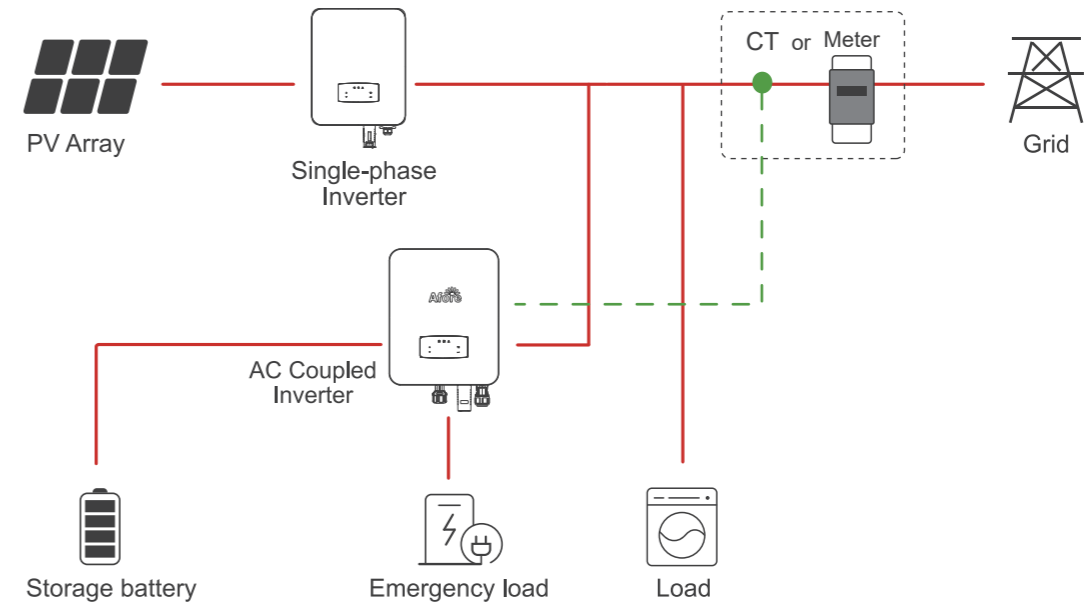 CT or Meter
PV Array
Grid
Single-phase
Inverter
Afore
AC Coupled
Inverter
Storage battery
Emergency load
Load